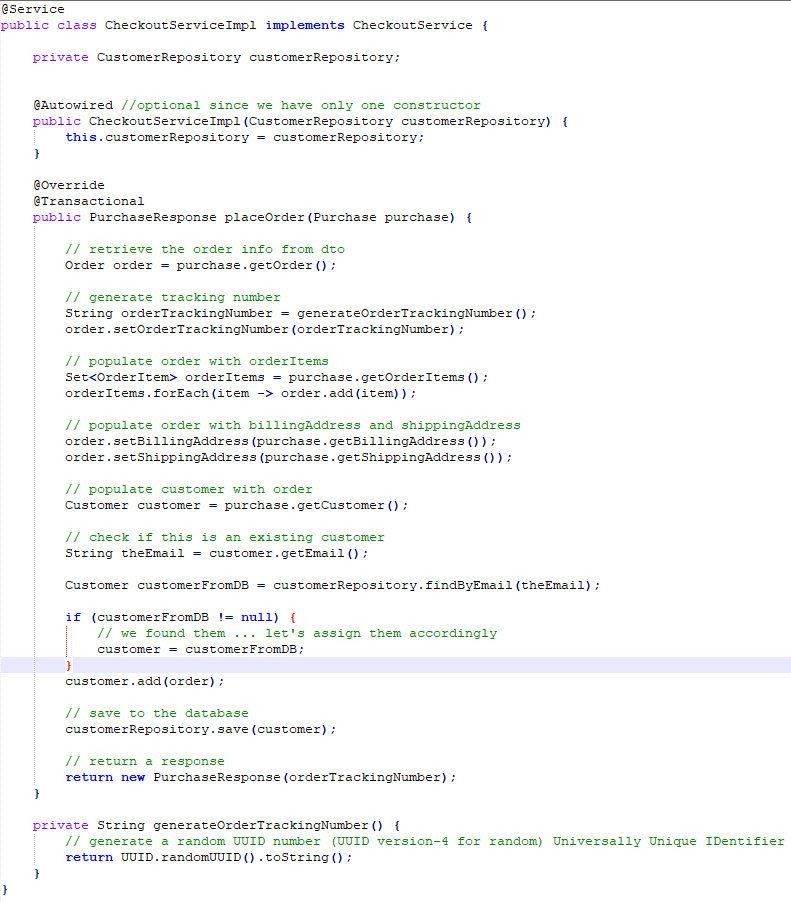 @Service
public class CheckoutServiceImpl implements CheckoutService {
private CustomerRepository customerRepository;
@Autowired //optional since we have only one constructor
public CheckoutServiceImpl(CustomerRepository customerRepository) {
this.customerRepository = customerRepository;
}
@Override
@Transactional
public PurchaseResponse placeOrder(Purchase purchase) {
// retrieve the order info from dto
Order order = purchase.getOrder();
// generate tracking number
String orderTrackingNumber = generateOrderTrackingNumber();
order.setOrderTrackingNumber(orderTrackingNumber);
// populate order with orderItems
Set<OrderItem> orderItems = purchase.getOrderItems();
orderItems.forEach(item -> order.add(item));
// populate order with billingAddress and shippingAddress
order.setBillingAddress(purchase.getBillingAddress());
order.setShippingAddress(purchase.getShippingAddress());
// populate customer with order
Customer customer = purchase.getCustomer();
// check if this is an existing customer
String theEmail = customer.getEmail();
Customer customerFromDB = customerRepository.findByEmail(theEmail);
if (customerFromDB != null) {
// we found them ... let's assign them accordingly
customer = customerFromDB;
}
customer.add(order);
// save to the database
customerRepository.save(customer);
// return a response
return new PurchaseResponse(orderTrackingNumber);
}
private String generateOrderTrackingNumber() {
// generate a random UUID number (UUID version-4 for random) Universally Unique IDentifier
return UUID.randomUUID().toString();
}
}